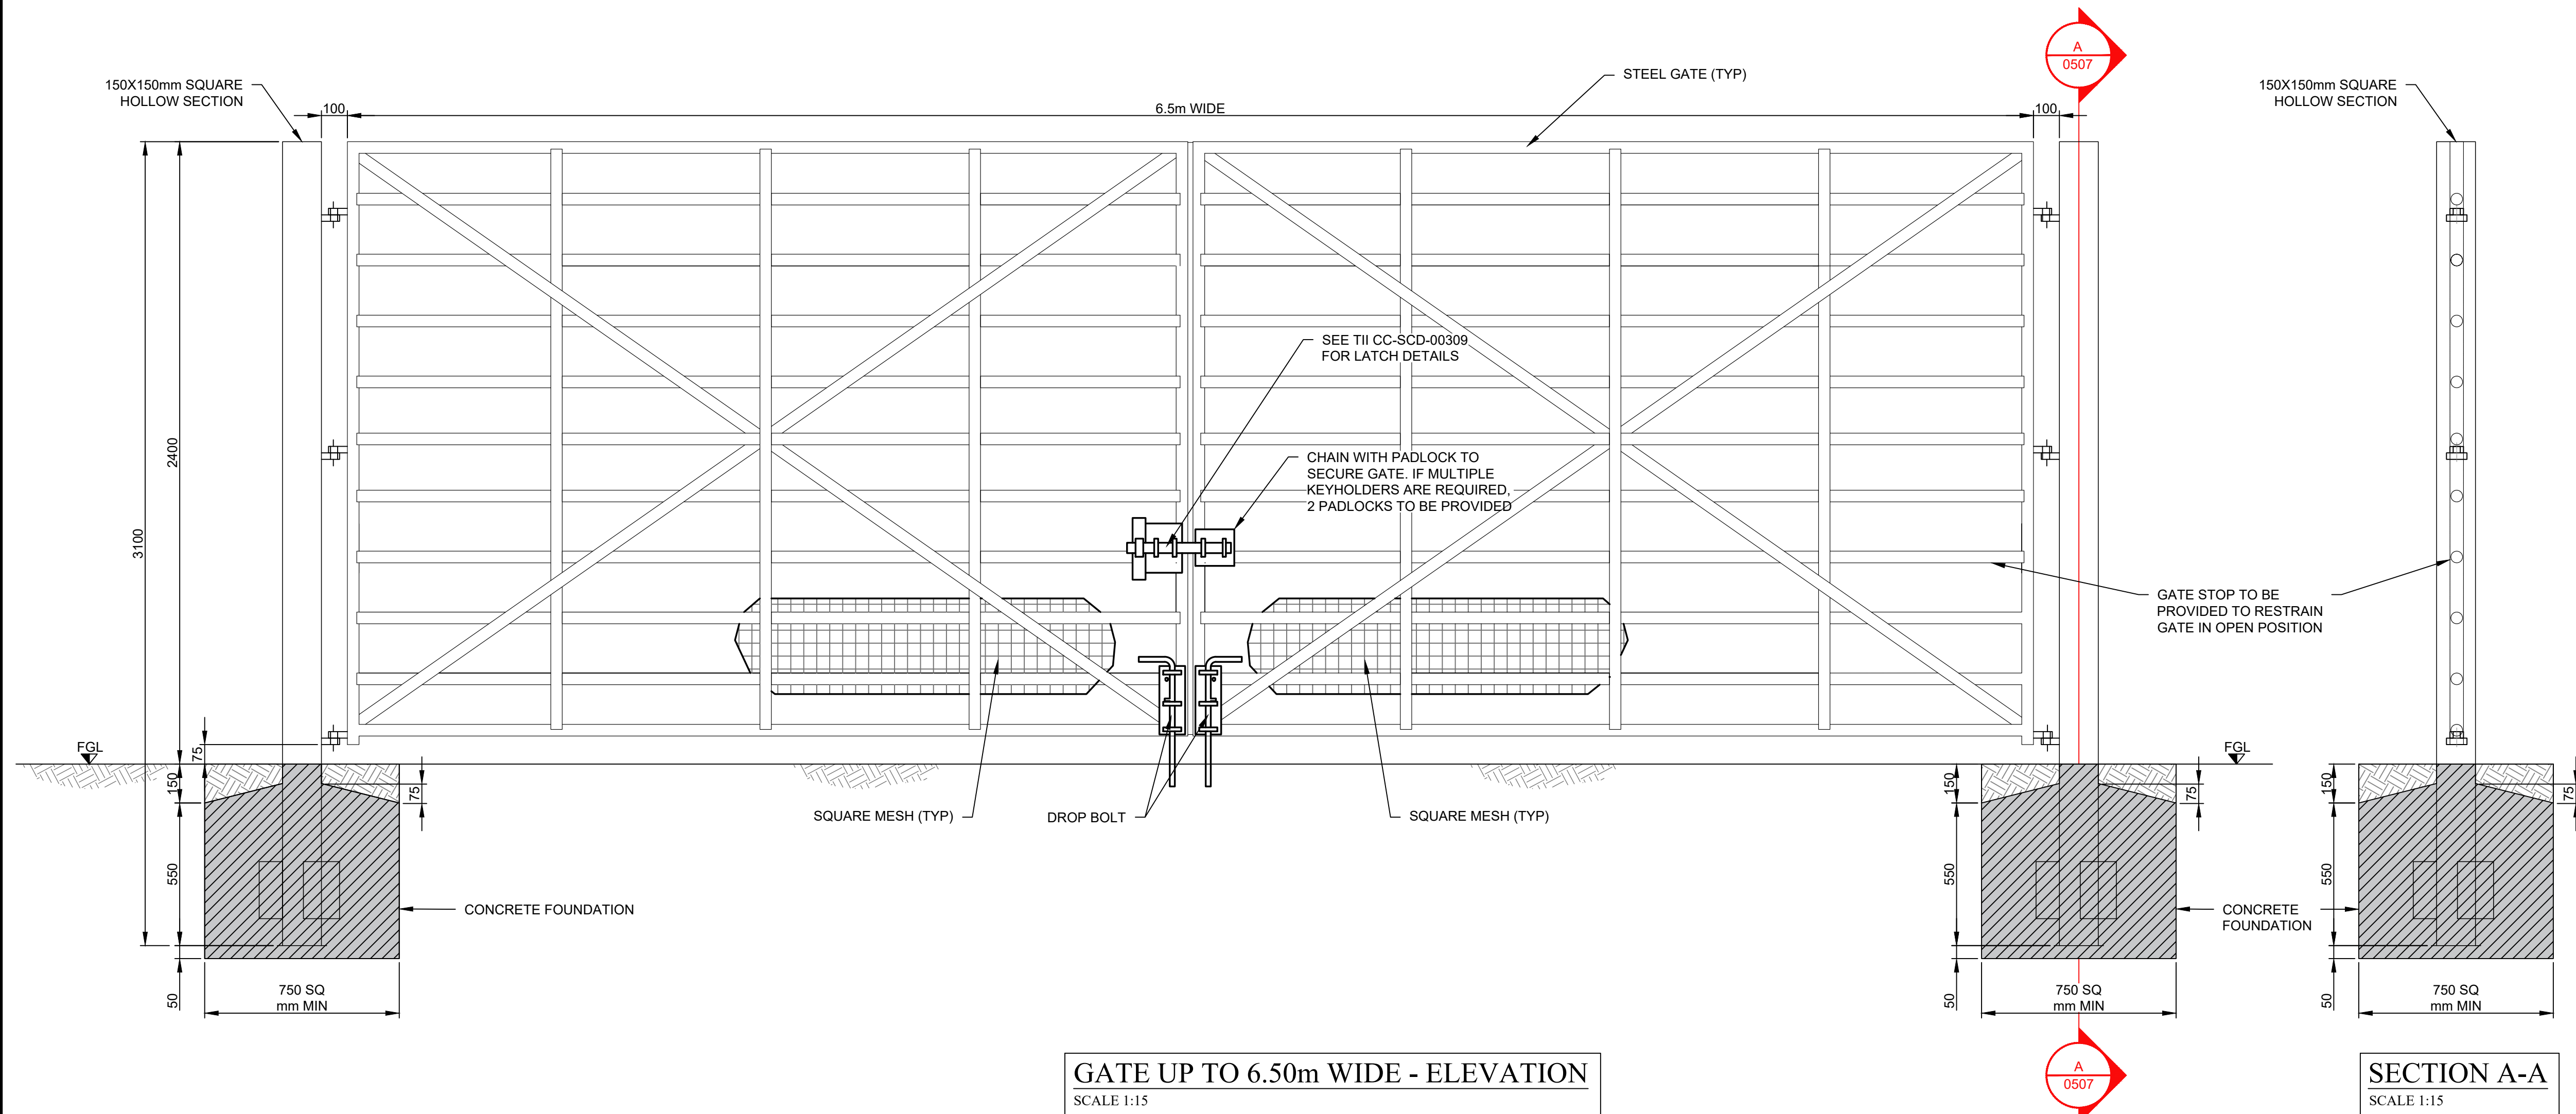 A
0507
150X150mm SQUARE
HOLLOW SECTION
100
6.5m WIDE
STEEL GATE (TYP)
100
150X150mm SQUARE
HOLLOW SECTION
2400
3100
SEE TII CC-SCD-00309
FOR LATCH DETAILS
CHAIN WITH PADLOCK TO
SECURE GATE. IF MULTIPLE
KEYHOLDERS ARE REQUIRED,
2 PADLOCKS TO BE PROVIDED
GATE STOP TO BE
PROVIDED TO RESTRAIN
GATE IN OPEN POSITION
FGL
75
150
75
550
50
SQUARE MESH (TYP)
DROP BOLT
SQUARE MESH (TYP)
CONCRETE FOUNDATION
750 SQ
mm MIN
FGL
150
75
550
50
CONCRETE
FOUNDATION
750 SQ
mm MIN
150
75
550
50
750 SQ
mm MIN
GATE UP TO 6.50m WIDE - ELEVATION
SCALE 1:15
A
0507
SECTION A-A
SCALE 1:15